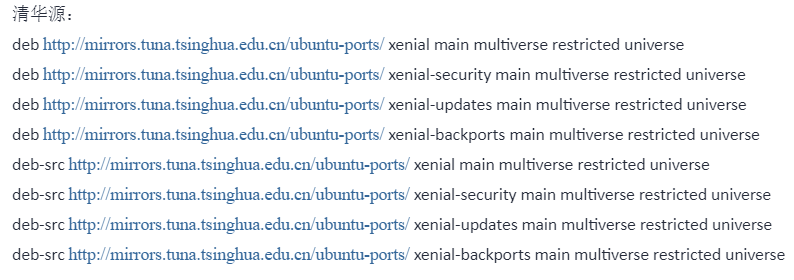 清华源：
deb http://mirrors.tuna.tsinghua.edu.cn/ubuntu-ports/ xenial main multiverse restricted universe
deb http://mirrors.tuna.tsinghua.edu.cn/ubuntu-ports/ xenial-security main multiverse restricted universe
deb http://mirrors.tuna.tsinghua.edu.cn/ubuntu-ports/ xenial-updates main multiverse restricted universe
deb http://mirrors.tuna.tsinghua.edu.cn/ubuntu-ports/ xenial-backports main multiverse restricted universe
deb-src http://mirrors.tuna.tsinghua.edu.cn/ubuntu-ports/ xenial main multiverse restricted universe
deb-src http://mirrors.tuna.tsinghua.edu.cn/ubuntu-ports/ xenial-security main multiverse restricted universe
deb-src http://mirrors.tuna.tsinghua.edu.cn/ubuntu-ports/ xenial-updates main multiverse restricted universe
deb-src http://mirrors.tuna.tsinghua.edu.cn/ubuntu-ports/ xenial-backports main multiverse restricted universe